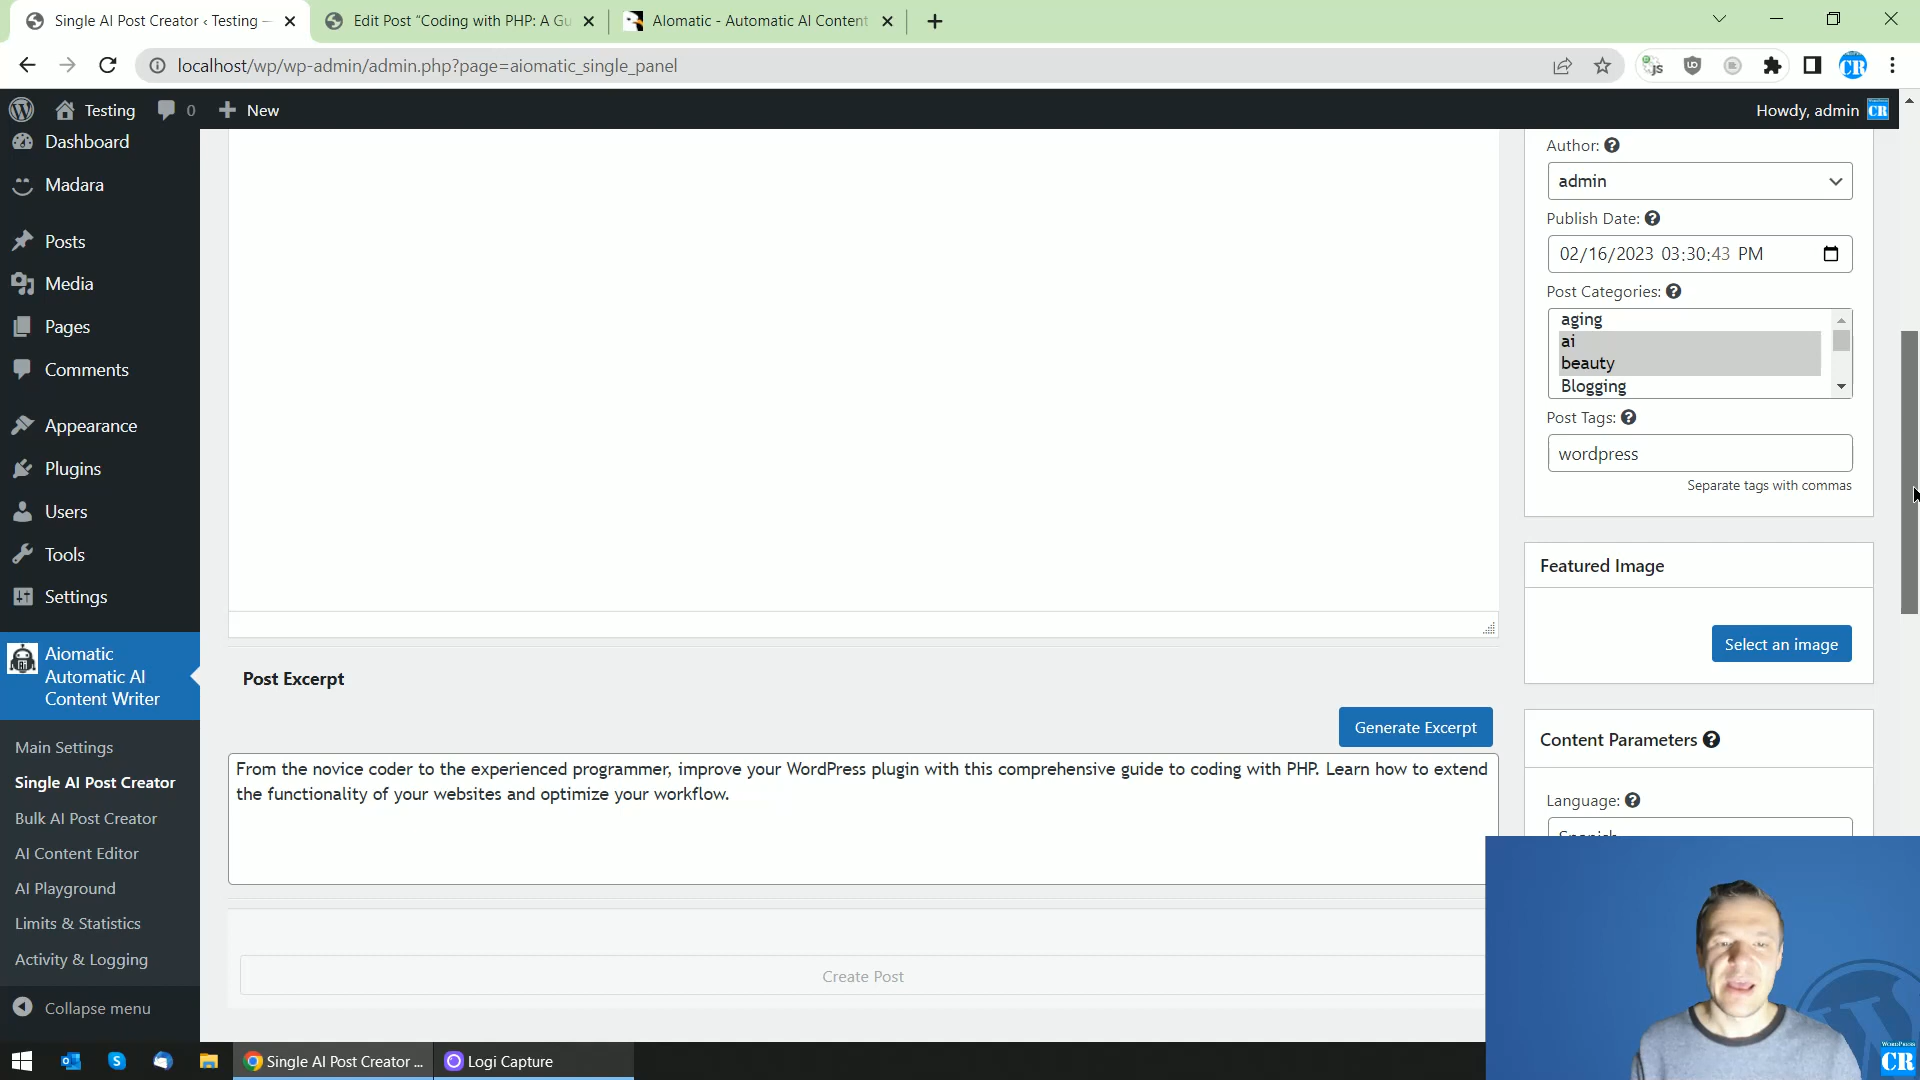 Single AI Post Creator ‹ Testing —
Edit Post “Coding with PHP: A Gu
AIomatic - Automatic AI Content
localhost/wp/wp-admin/admin.php?page=aiomatic_single_panel
Testing
0
New
Howdy, admin
Dashboard
Madara
Posts
Media
Pages
Comments
Appearance
Plugins
Users
Tools
Settings
Aiomatic
Automatic AI
Content Writer
Main Settings
Single AI Post Creator
Bulk AI Post Creator
AI Content Editor
AI Playground
Limits & Statistics
Activity & Logging
Collapse menu
Post Excerpt
Generate Excerpt
From the novice coder to the experienced programmer, improve your WordPress plugin with this comprehensive guide to coding with PHP. Learn how to extend
the functionality of your websites and optimize your workflow.
Create Post
Author:
admin
Publish Date:
02/16/2023 03:30:43 PM
Post Categories:
aging
ai
beauty
Blogging
Post Tags:
wordpress
Separate tags with commas
Featured Image
Select an image
Content Parameters
Language:
Spanish
Single AI Post Creator ...
Logi Capture
WORDPRESS
CR